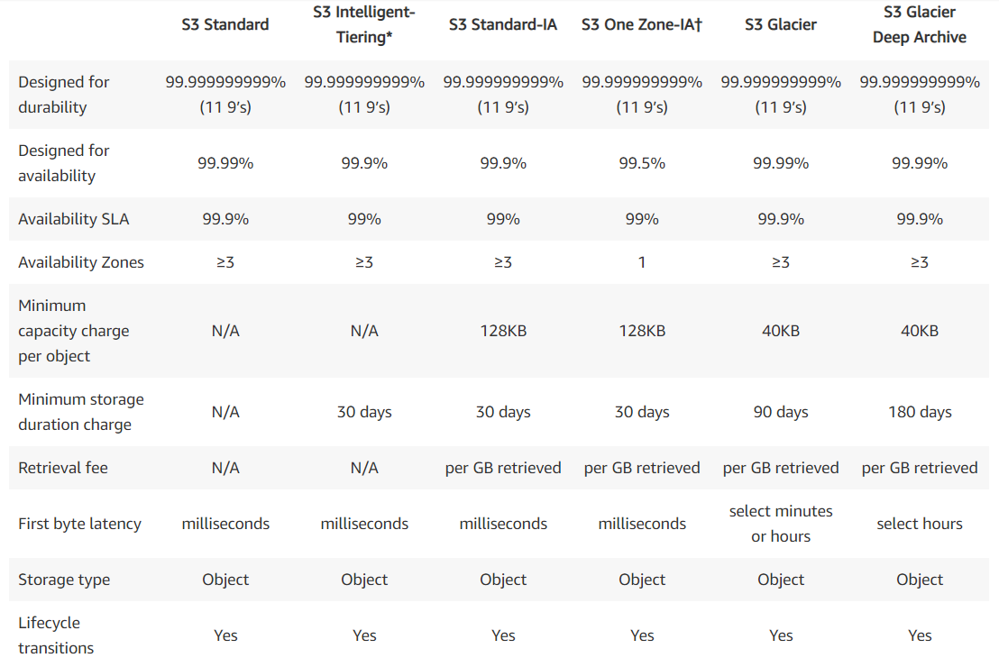 S3 Standard S3 Intelligent-Tiering* S3 Standard-IA S3 One Zone-IA† S3 Glacier S3 Glacier Deep Archive
Designed for durability 99.999999999% (11 9’s) 99.999999999% (11 9’s) 99.999999999% (11 9’s) 99.999999999% (11 9’s) 99.999999999% (11 9’s) 99.999999999% (11 9’s)
Designed for availability 99.99% 99.9% 99.9% 99.5% 99.99% 99.99%
Availability SLA 99.9% 99% 99% 99% 99.9% 99.9%
Availability Zones ≥3 ≥3 ≥3 1 ≥3 ≥3
Minimum capacity charge per object N/A N/A 128KB 128KB 40KB 40KB
Minimum storage duration charge N/A 30 days 30 days 30 days 90 days 180 days
Retrieval fee N/A N/A per GB retrieved per GB retrieved per GB retrieved per GB retrieved
First byte latency milliseconds milliseconds milliseconds milliseconds select minutes or hours select hours
Storage type Object Object Object Object Object Object
Lifecycle transitions Yes Yes Yes Yes Yes Yes